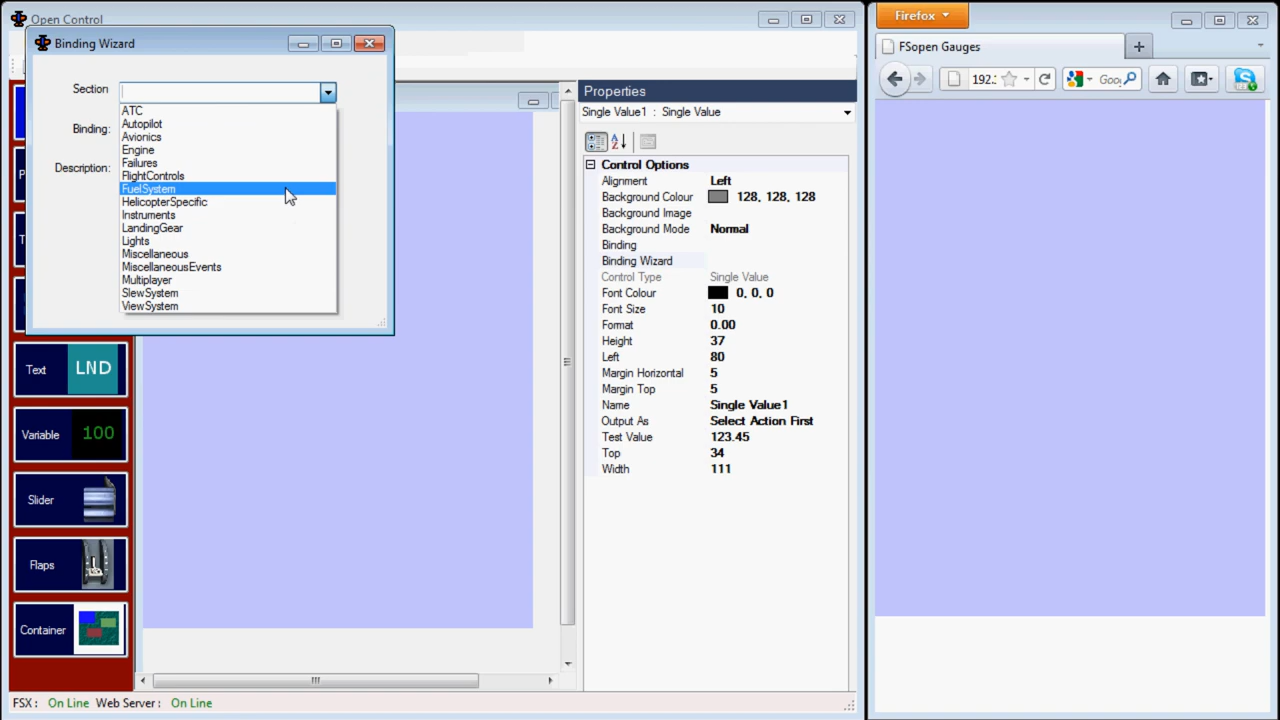 Open Control
Binding Wizard
Section
ATC
Autopilot
Avionics
Engine
Failures
FlightControls
FuelSystem
HelicopterSpecific
Instruments
LandingGear
Lights
Miscellaneous
MiscellaneousEvents
Multiplayer
SlewSystem
ViewSystem
Binding:
Description:
P
T
Text LND
Variable 100
Slider
Flaps
Container
Properties
Single Value1 : Single Value
Control Options
Alignment Left
Background Colour 128, 128, 128
Background Image
Background Mode Normal
Binding
Binding Wizard
Control Type Single Value
Font Colour 0, 0, 0
Font Size 10
Format 0.00
Height 37
Left 80
Margin Horizontal 5
Margin Top 5
Name Single Value1
Output As Select Action First
Test Value 123.45
Top 34
Width 111
FSX : On Line Web Server : On Line
Firefox
FSopen Gauges
192.
Goo